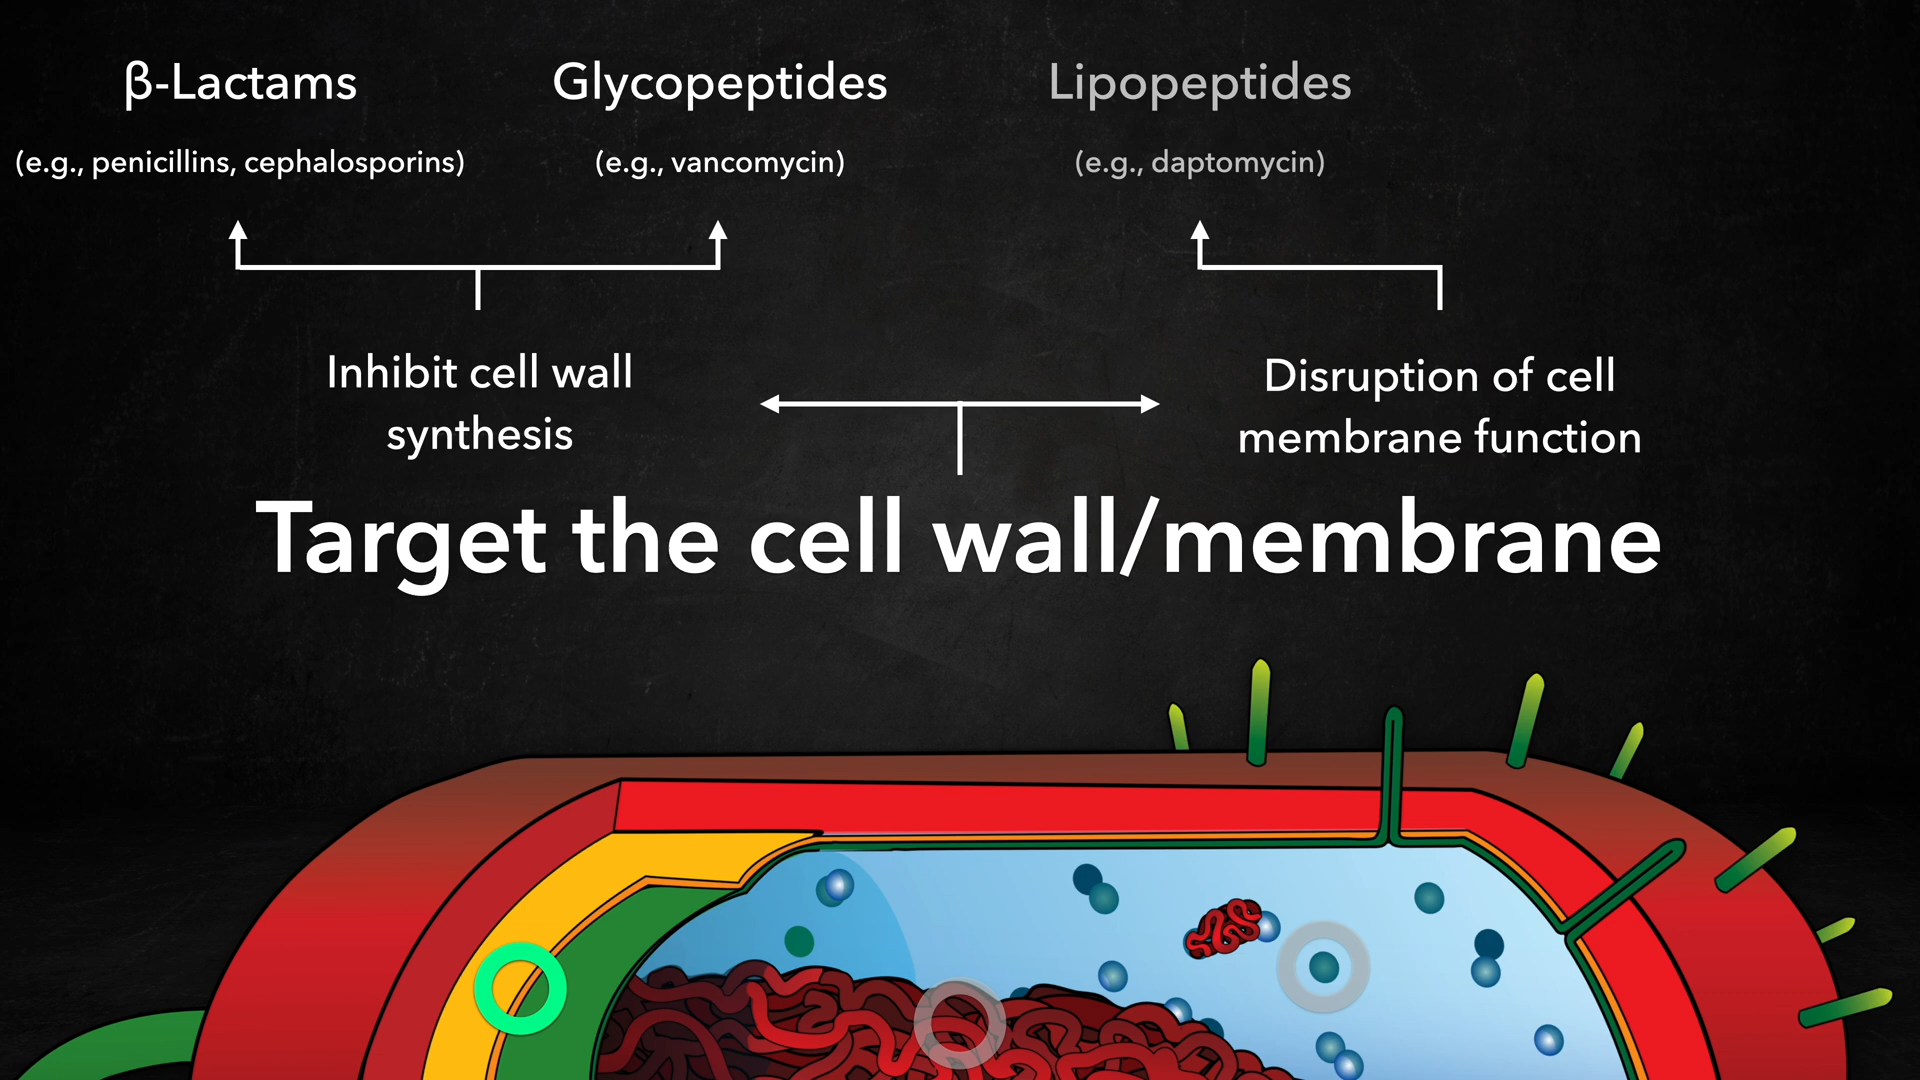 β-Lactams
(e.g., penicillins, cephalosporins)
Glycopeptides
(e.g., vancomycin)
Lipopeptides
(e.g., daptomycin)
Inhibit cell wall
synthesis
Disruption of cell
membrane function
Target the cell wall/membrane